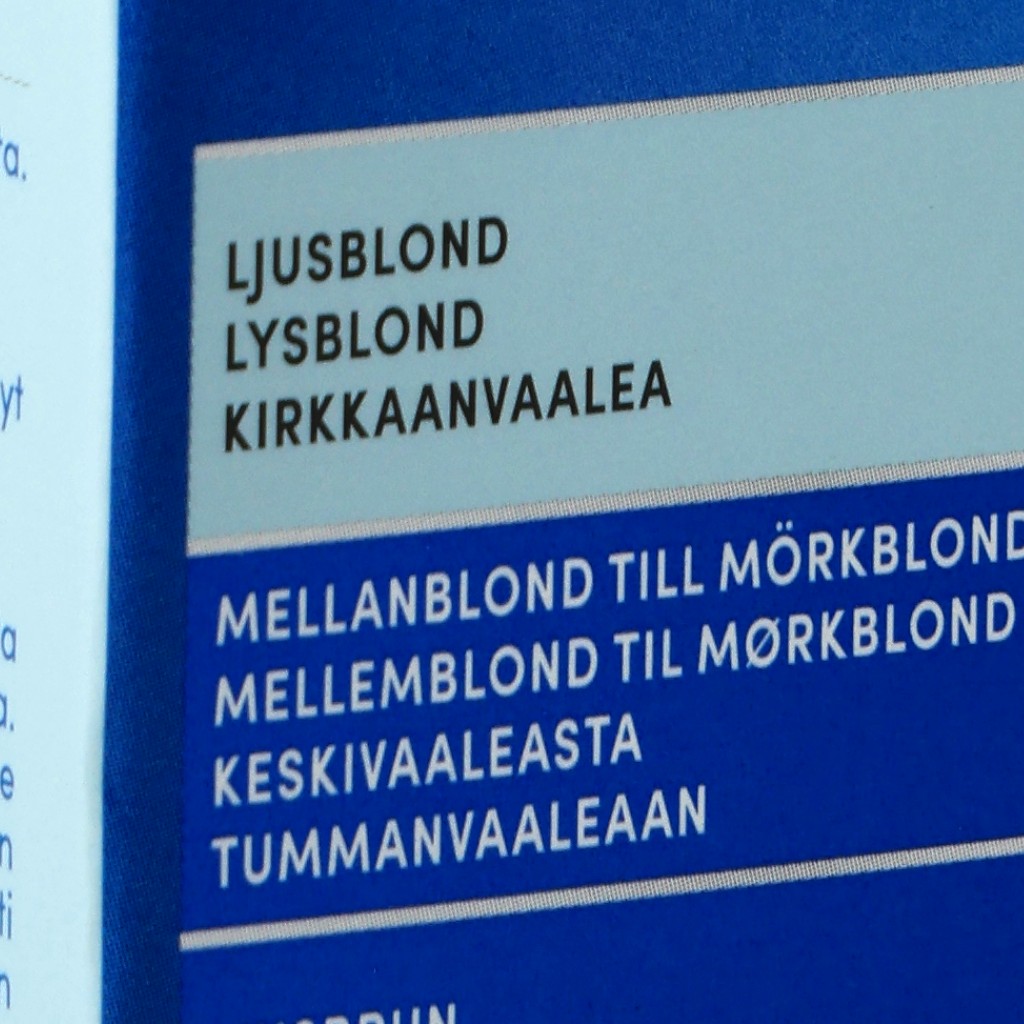 LJUSBLOND
LYSBLOND
KIRKKAANVAALEA
MELLANBLOND TILL MÖRKBLOND
MELLEMBLOND TIL MØRKBLOND
KESKIVAALEASTA
TUMMANVAALEAAN